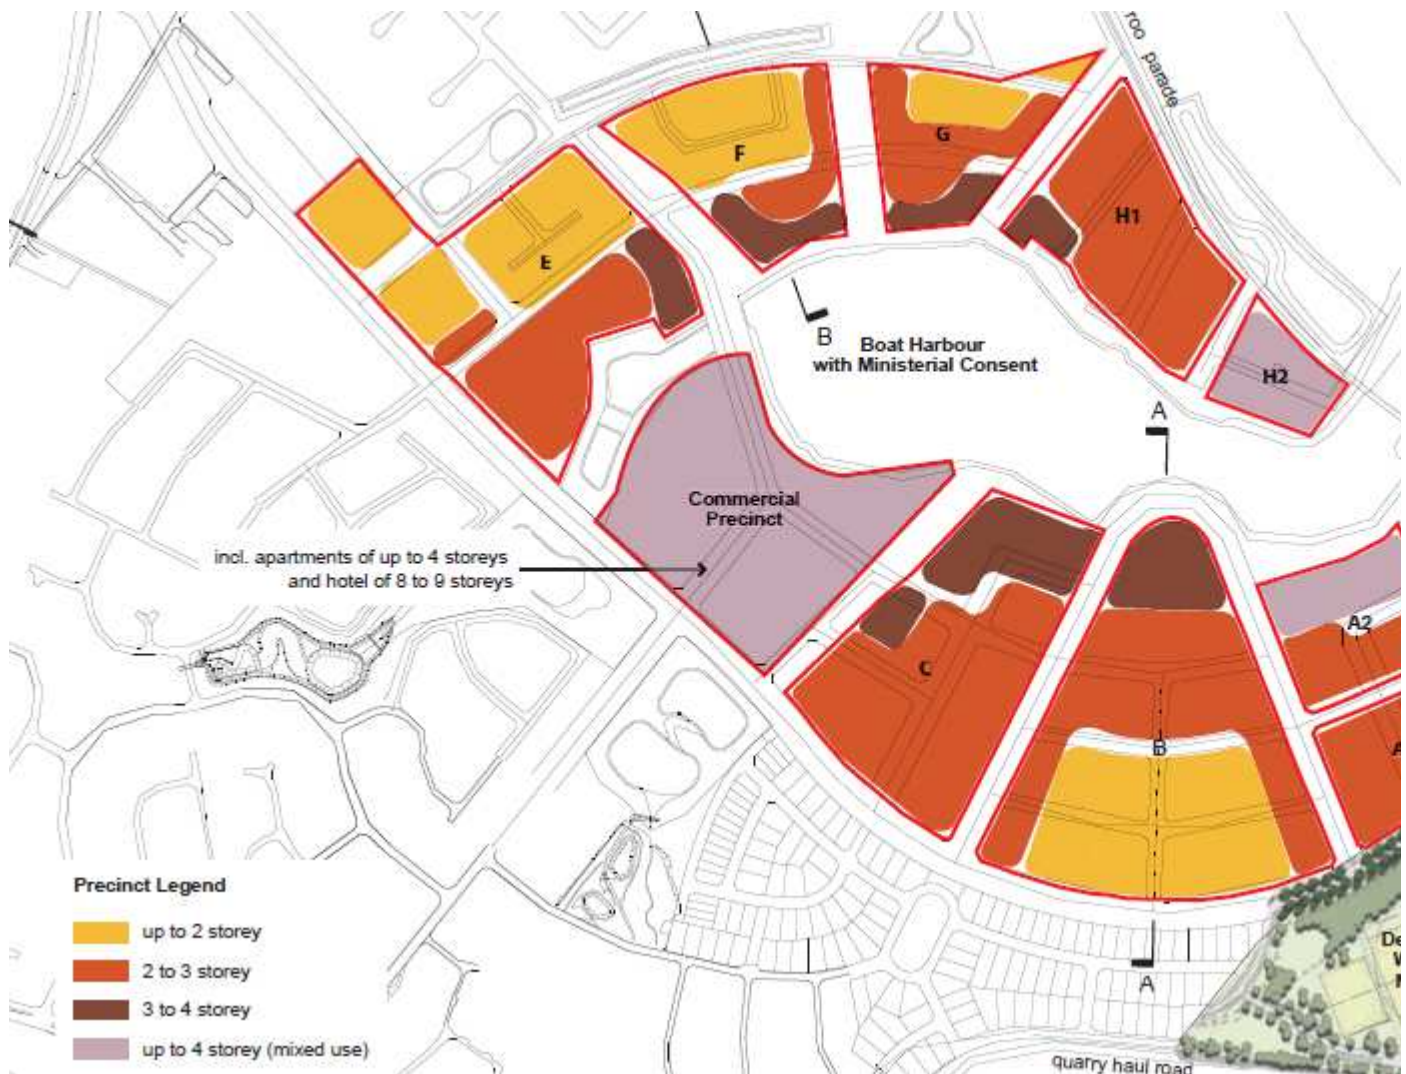 roo parade
F
G
E
H1
B
Boat Harbour
with Ministerial Consent
H2
A
Commercial
Precinct
incl. apartments of up to 4 storeys
and hotel of 8 to 9 storeys
A2
C
B
A
De
W
Precinct Legend
up to 2 storey
2 to 3 storey
3 to 4 storey
up to 4 storey (mixed use)
A
quarry haul road